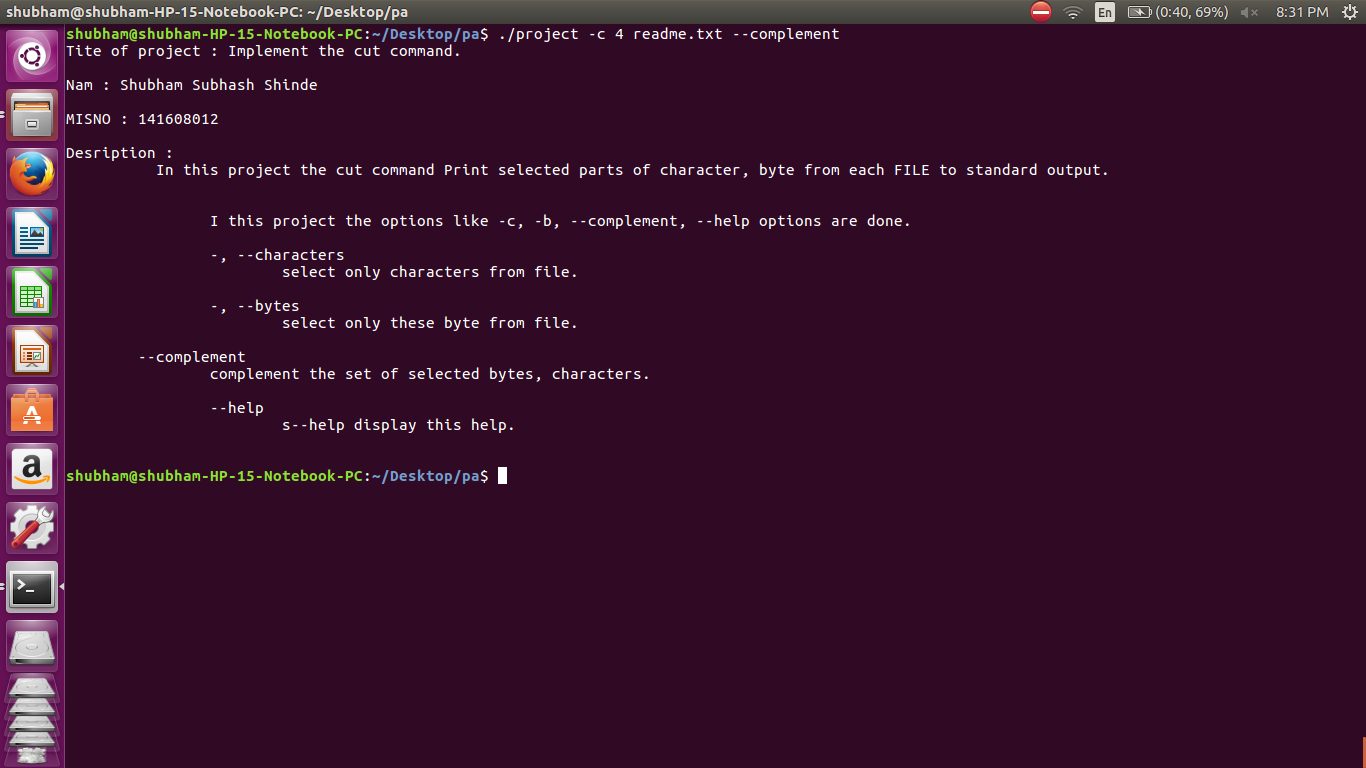 shubham@shubham-HP-15-Notebook-PC: ~/Desktop/pa
En (0:40, 69%) 8:31 PM
shubham@shubham-HP-15-Notebook-PC:~/Desktop/pa$ ./project -c 4 readme.txt --complement
Tite of project : Implement the cut command.
Nam : Shubham Subhash Shinde
MISNO : 141608012
Desription :
In this project the cut command Print selected parts of character, byte from each FILE to standard output.
I this project the options like -c, -b, --complement, --help options are done.
-, --characters
select only characters from file.
-, --bytes
select only these byte from file.
--complement
complement the set of selected bytes, characters.
--help
s--help display this help.
shubham@shubham-HP-15-Notebook-PC:~/Desktop/pa$